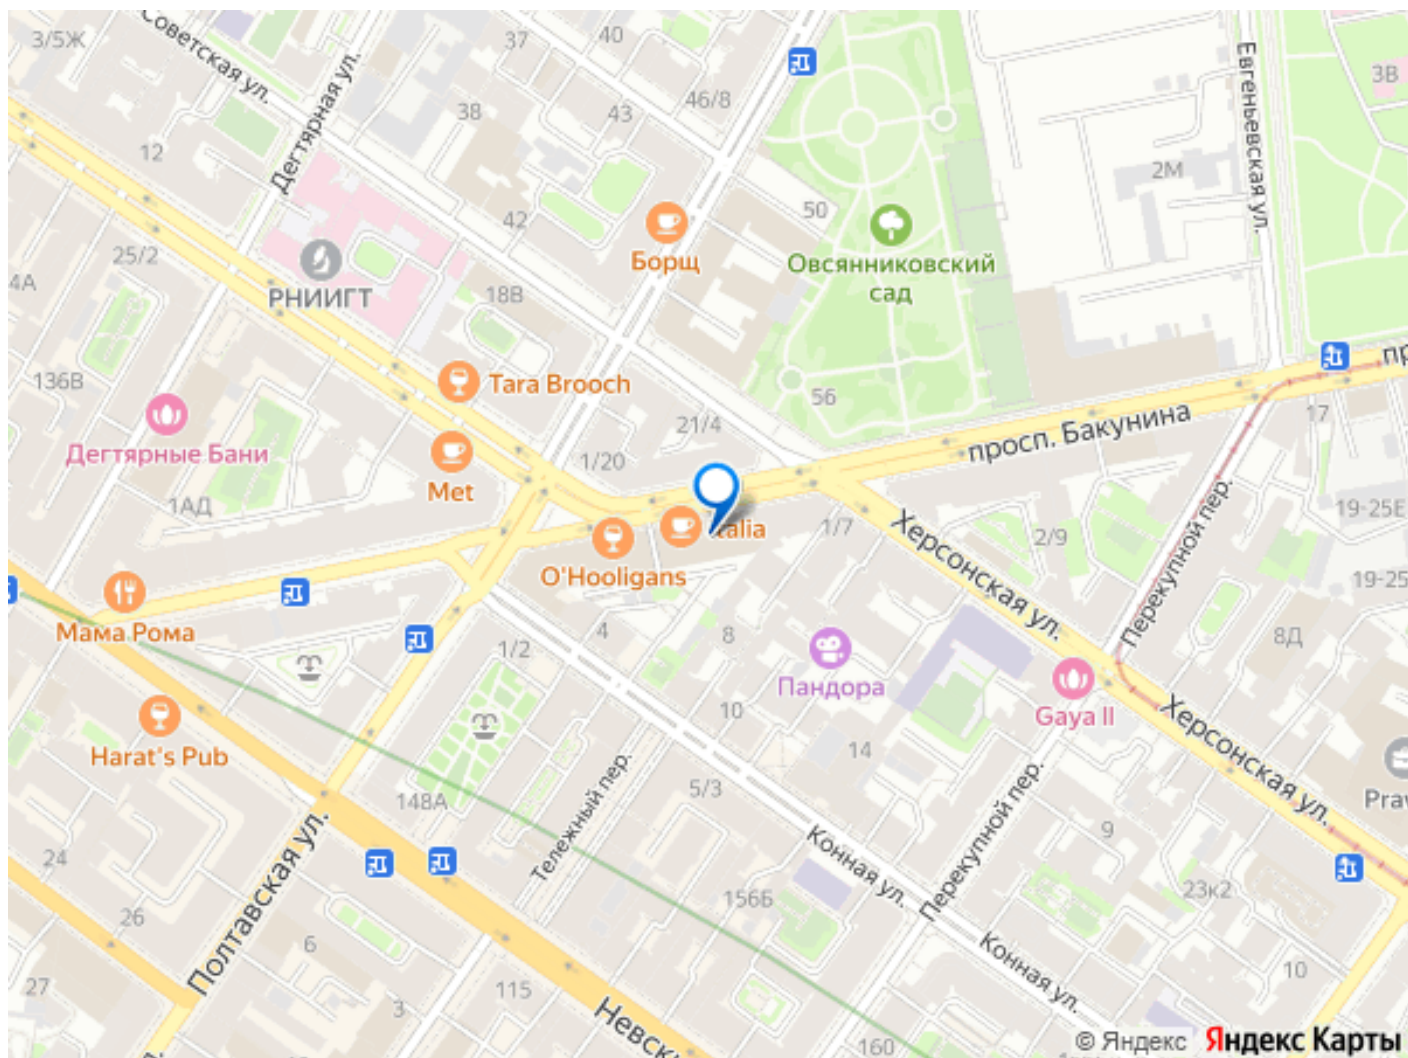 3/5Ж
Советская ул.
37
40
Дегтярная ул.
38
43
46/8
12
Евгеньевская ул.
3В
2М
25/2
4А
РНИИГТ
42
18В
Борщ
50
Овсянниковский
сад
136В
Tara Brooch
56
21/4
17
просп. Бакунина
Дегтярные Бани
Met
1/20
1АД
talia
1/7
Херсонская ул.
2/9
Перекупной пер.
19-25Е
19-25
O'Hooligans
Мама Рома
1/2
4
8
8Д
Пандора
Gaya II
Херсонская ул.
Harat's Pub
10
14
148А
5/3
Тележный пер.
Перекупной пер.
Prav
24
Полтавская ул.
26
6
Конная ул.
9
23к2
156Б
27
3
115
Конная ул.
10
Невск
160
© Яндекс
Яндекс Карты